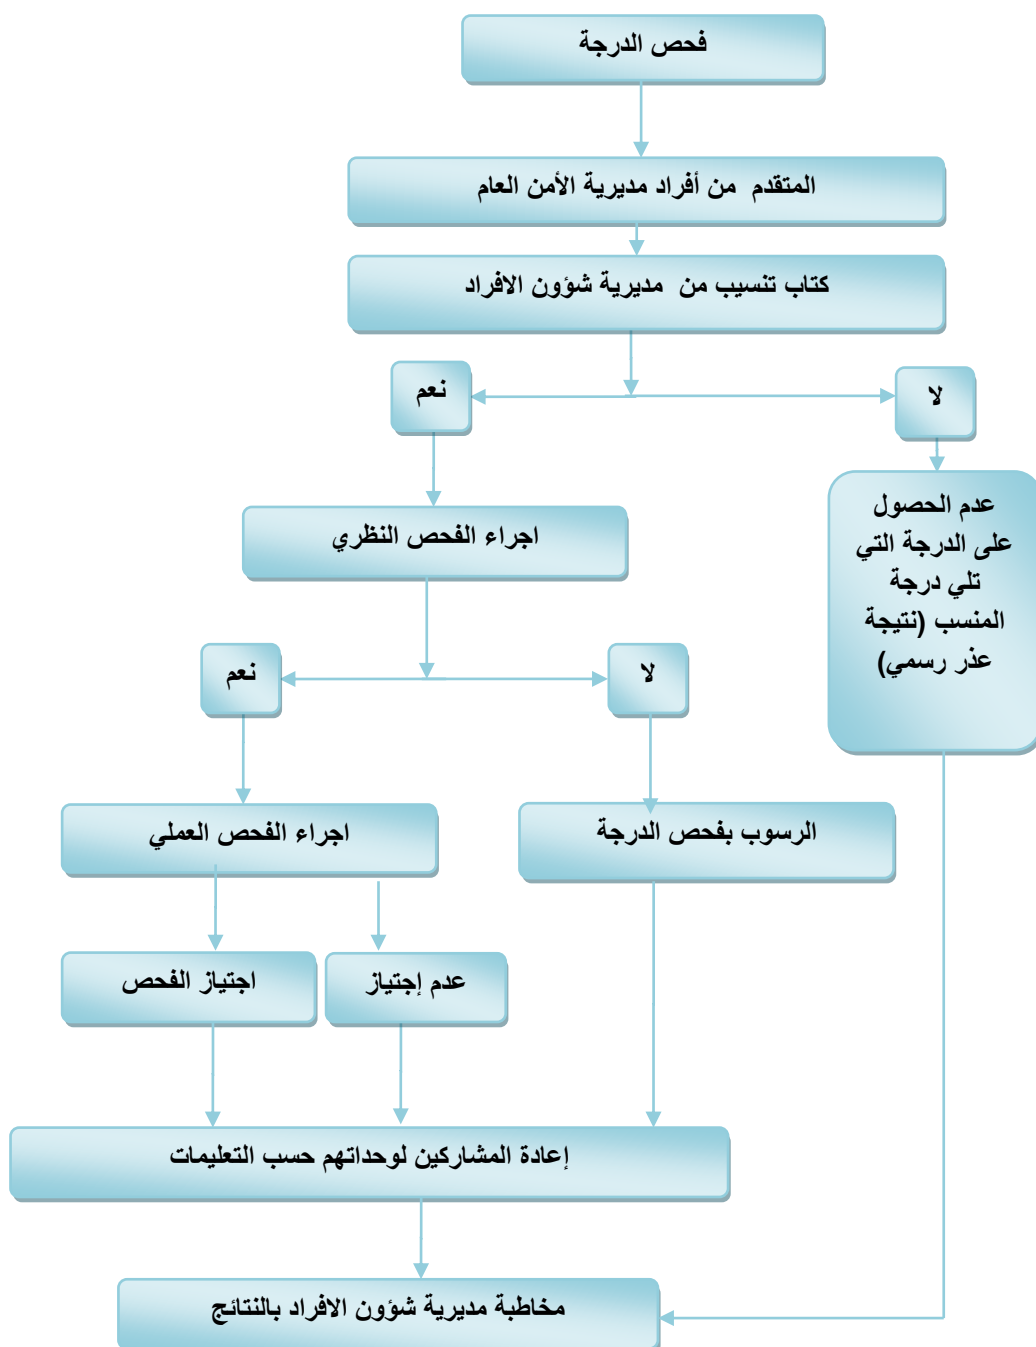 فحص الدرجة
المتقدم من أفراد مديرية الأمن العام
كتاب تنسيب من مديرية شؤون الافراد
نعم
لا
عدم الحصول
على الدرجة التي
تلي درجة
المنسب (نتيجة
عذر رسمي)
اجراء الفحص النظري
نعم
لا
اجراء الفحص العملي
الرسوب بفحص الدرجة
اجتياز الفحص
عدم إجتياز
إعادة المشاركين لوحداتهم حسب التعليمات
مخاطبة مديرية شؤون الافراد بالنتائج